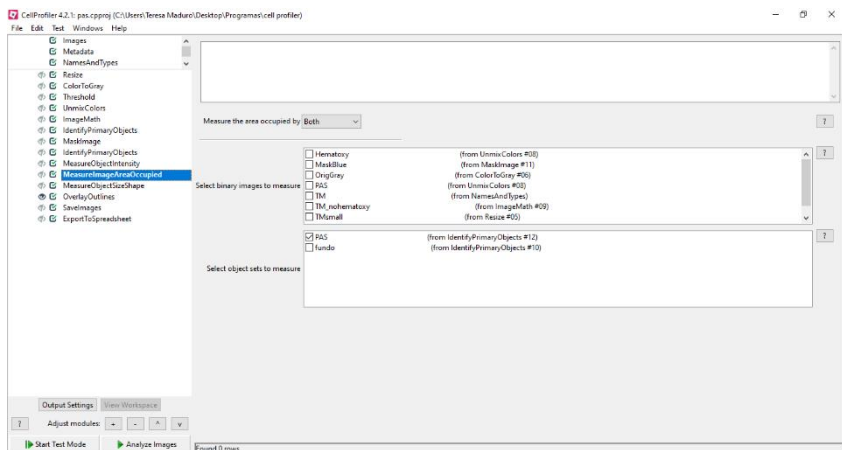 CellProfiler 4.2.1: pas.cpproj (C:\Users\Teresa Maduro\Desktop\Programas\cell profiler)
File Edit Test Windows Help
Images
Metadata
NamesAndTypes
Resize
ColorToGray
Threshold
UnmixColors
ImageMath
IdentifyPrimaryObjects
MaskImage
IdentifyPrimaryObjects
MeasureObjectIntensity
MeasureImageAreaOccupied
MeasureObjectSizeShape
OverlayOutlines
SaveImages
ExportToSpreadsheet
Output Settings View Workspace
? Adjust modules: + - ^ v
Start Test Mode Analyze Images
Measure the area occupied by Both ?
Select binary images to measure ?
Hematoxy (from UnmixColors #08)
MaskBlue (from MaskImage #11)
OrigGray (from ColorToGray #06)
PAS (from UnmixColors #08)
TM (from NamesAndTypes)
TM_nohematoxy (from ImageMath #09)
TMsmall (from Resize #05)
Select object sets to measure ?
PAS (from IdentifyPrimaryObjects #12)
fundo (from IdentifyPrimaryObjects #10)
Found 0 rows